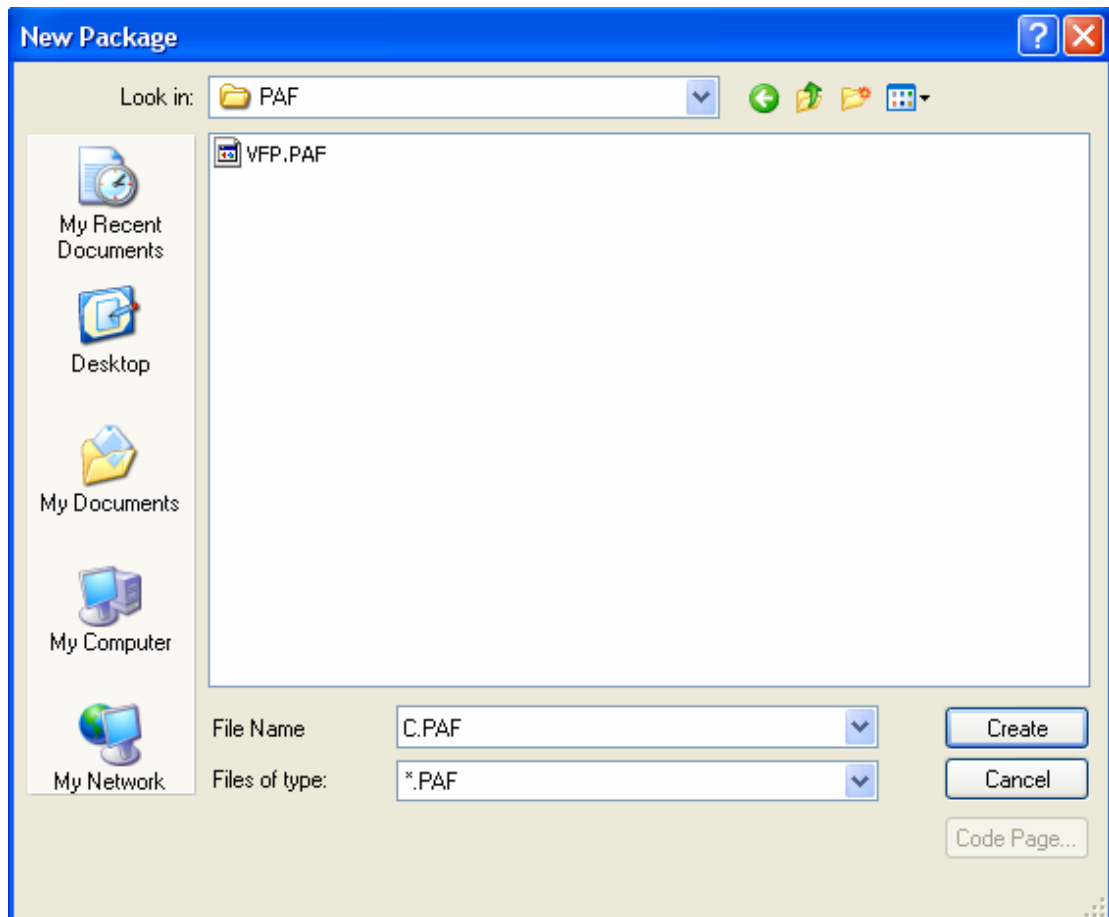 New Package
Look in: PAF
VFP.PAF
My Recent
Documents
Desktop
My Documents
My Computer
My Network
File Name C.PAF Create
Files of type: *.PAF Cancel
Code Page...